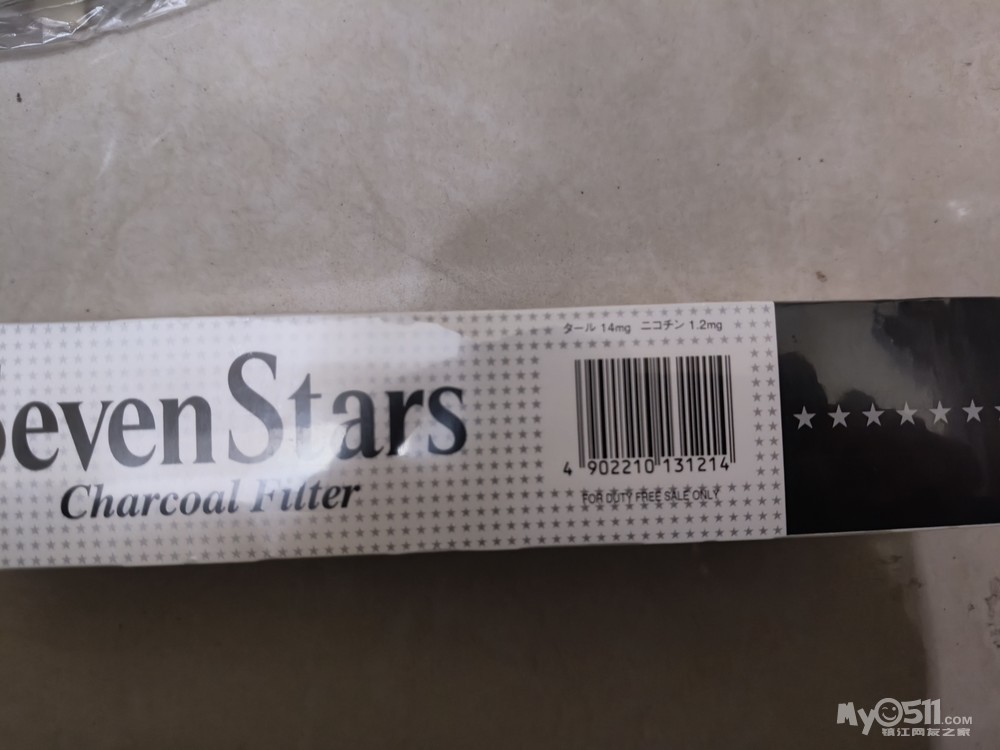 タール 14mg ニコチン 1.2mg
Seven Stars
Charcoal Filter
4 902210 131214
FOR DUTY FREE SALE ONLY
My0511.COM
镇江网友之家